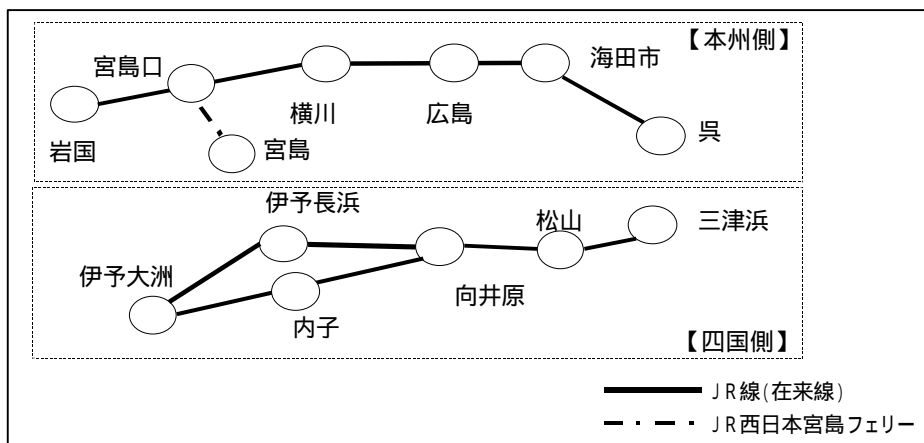 【本州側】
宮島口
海田市
岩国
横川
広島
宮島
呉
【四国側】
伊予長浜
松山
三津浜
伊予大洲
内子
向井原
JR線(在来線)
JR西日本宮島フェリー